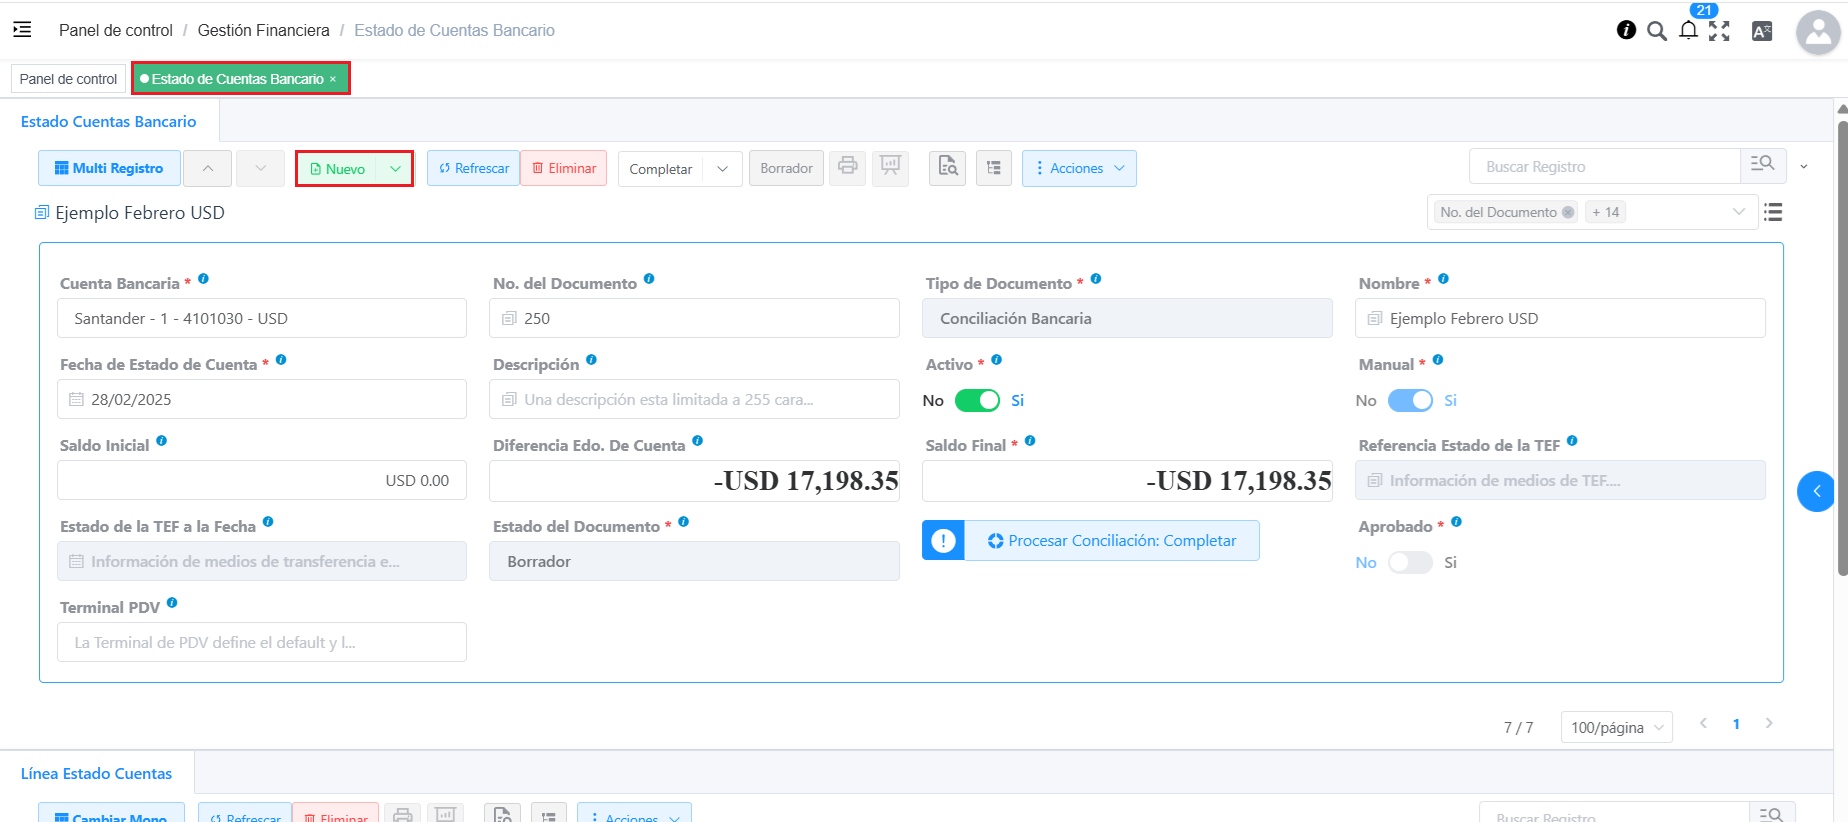 Panel de control / Gestión Financiera / Estado de Cuentas Bancario
21
Panel de control
Estado de Cuentas Bancario ×
Estado Cuentas Bancario
Multi Registro Nuevo Refrescar Eliminar Completar Borrador Acciones Buscar Registro
Ejemplo Febrero USD
No. del Documento + 14
Cuenta Bancaria * No. del Documento Tipo de Documento * Nombre *
Santander - 1 - 4101030 - USD 250 Conciliación Bancaria Ejemplo Febrero USD
Fecha de Estado de Cuenta * Descripción Activo * Manual *
28/02/2025 Una descripción esta limitada a 255 cara... No Si No Si
Saldo Inicial Diferencia Edo. De Cuenta Saldo Final * Referencia Estado de la TEF
USD 0.00 -USD 17,198.35 -USD 17,198.35 Información de medios de TEF....
Estado de la TEF a la Fecha Estado del Documento * Procesar Conciliación: Completar Aprobado *
Información de medios de transferencia e... Borrador No Si
Terminal PDV
La Terminal de PDV define el default y l...
7 / 7 100/página 1
Línea Estado Cuentas
Cambiar Mono Refrescar Eliminar Acciones Buscar Registro